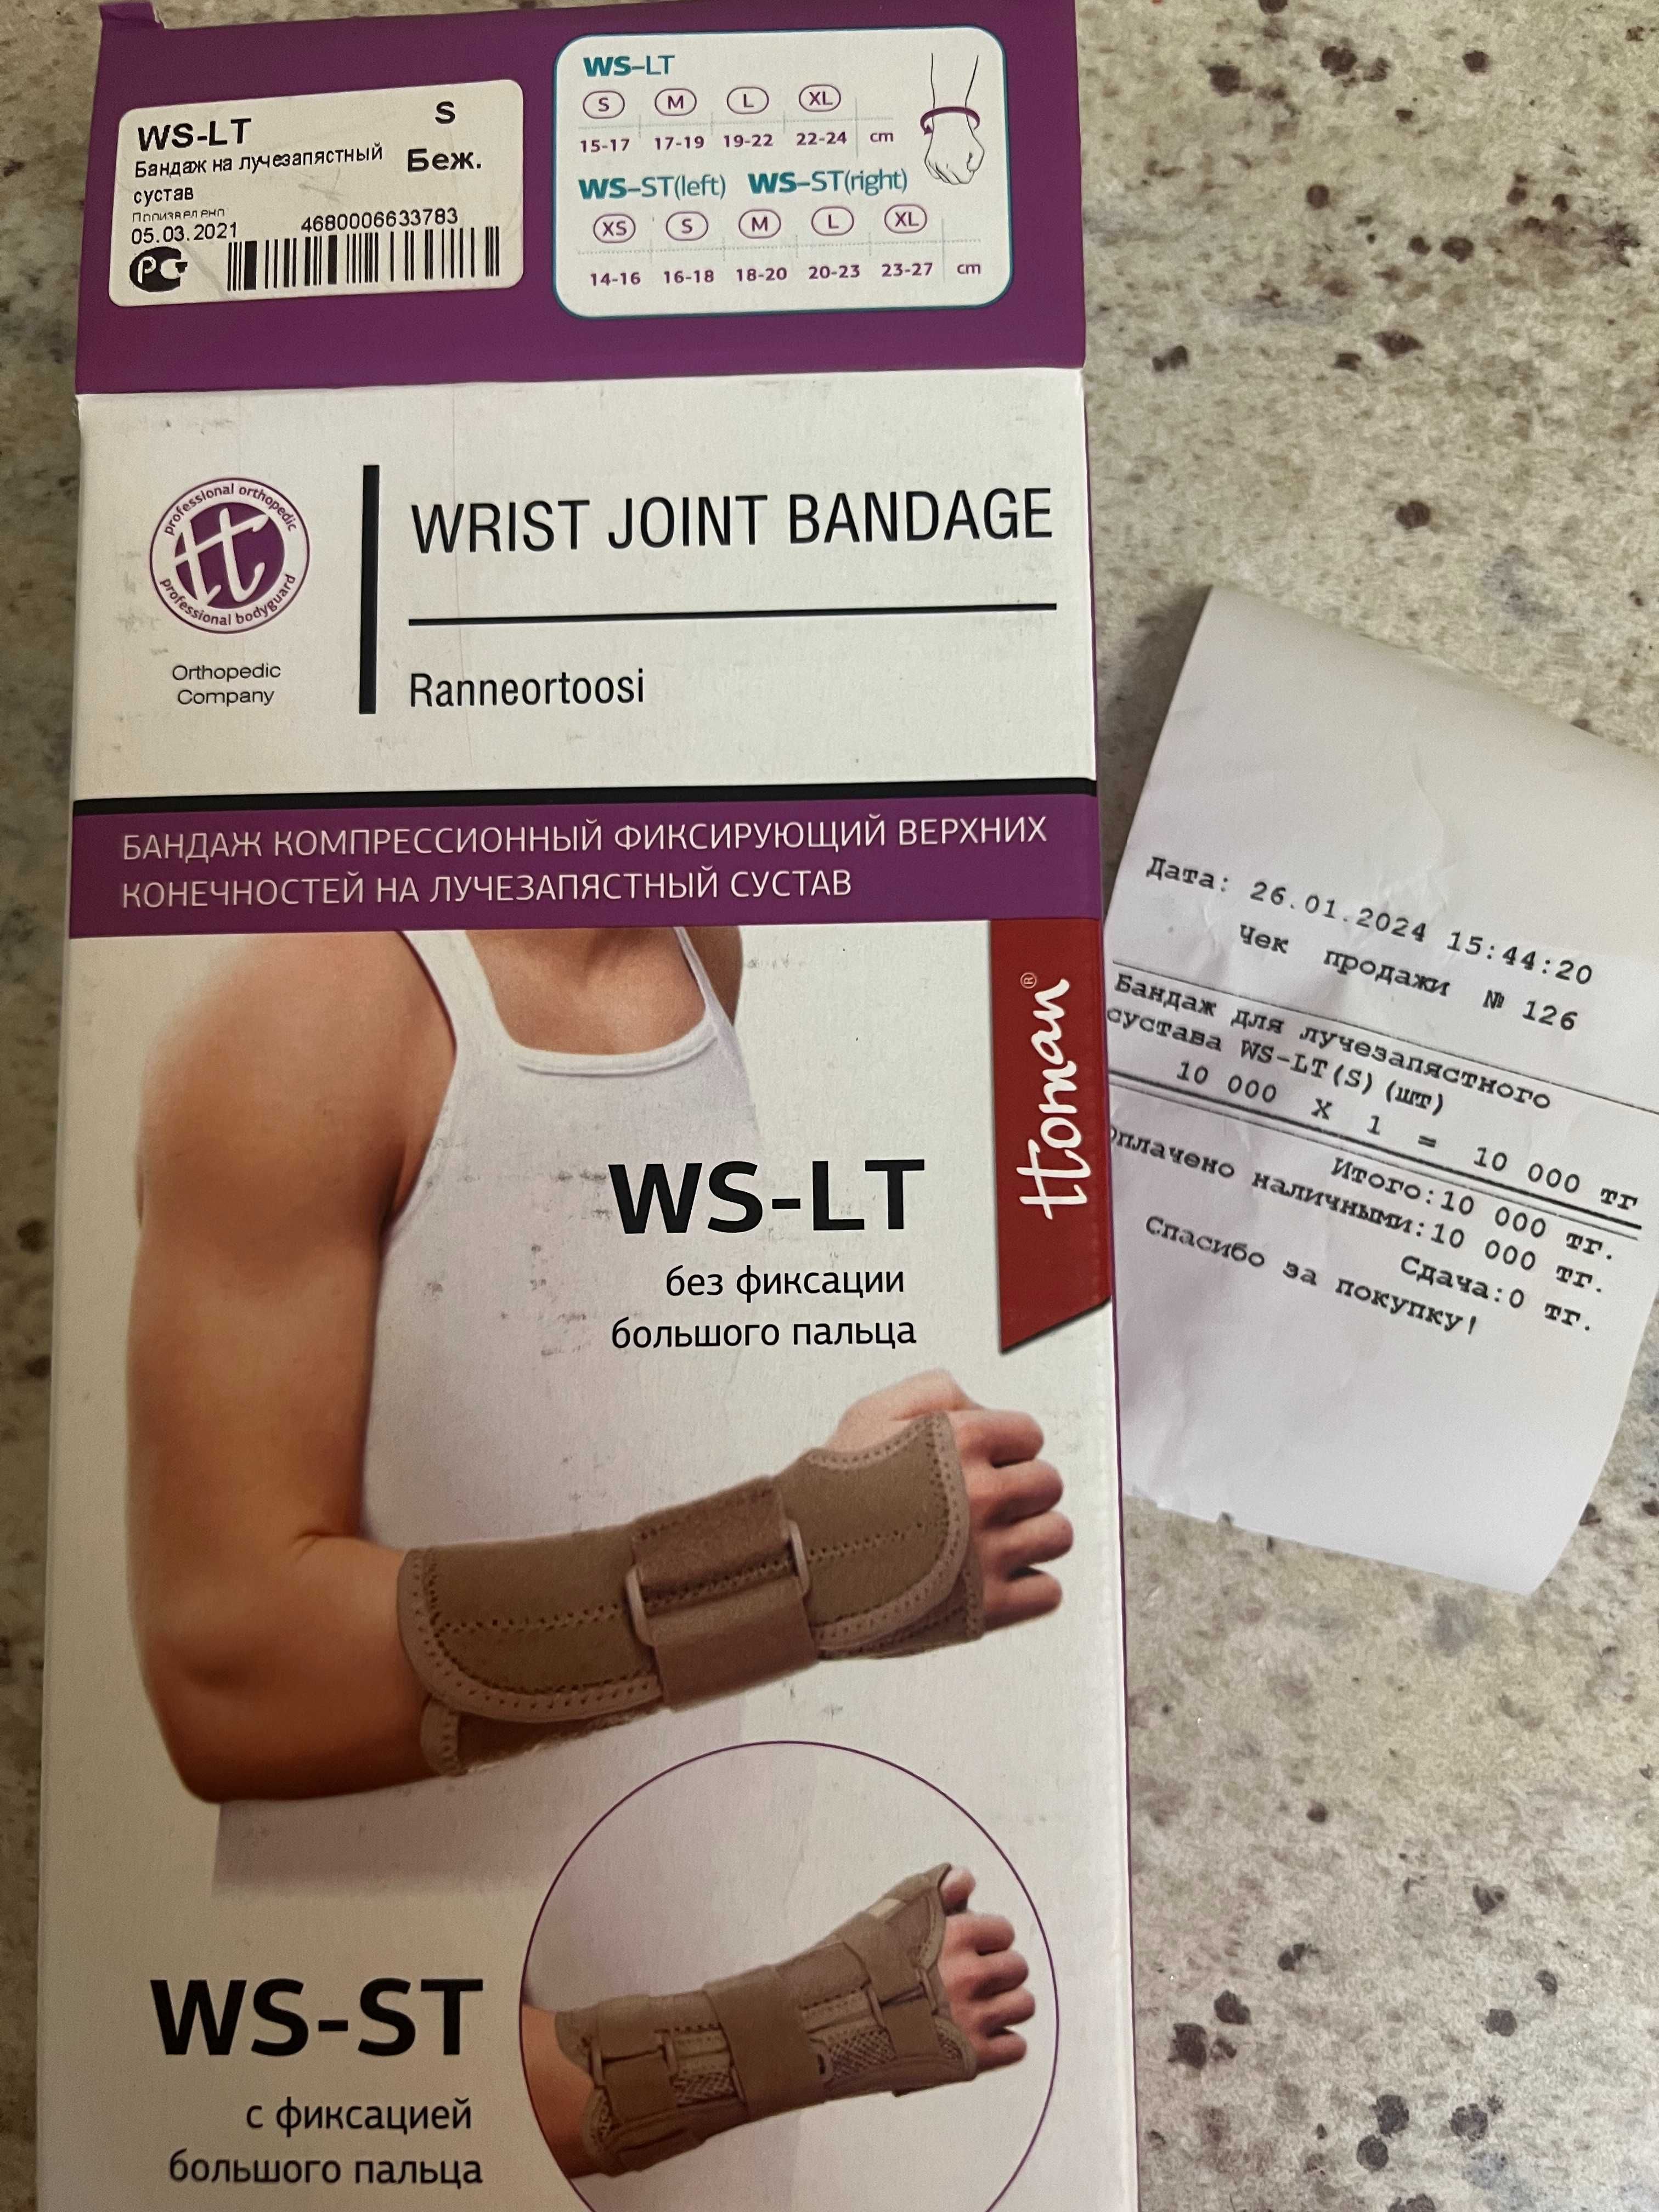 WS-LT S
Бандаж на лучезапястный Беж.
сустав
Произведено
05.03.2021 4680006633783
РСТ
WS-LT
S M L XL
15-17 17-19 19-22 22-24 cm
WS-ST(left) WS-ST(right)
XS S M L XL
14-16 16-18 18-20 20-23 23-27 cm
professional orthopedic
tt
professional bodyguard
Orthopedic
Company
WRIST JOINT BANDAGE
Ranneortoosi
БАНДАЖ КОМПРЕССИОННЫЙ ФИКСИРУЮЩИЙ ВЕРХНИХ
КОНЕЧНОСТЕЙ НА ЛУЧЕЗАПЯСТНЫЙ СУСТАВ
ttoman®
WS-LT
без фиксации
большого пальца
WS-ST
с фиксацией
большого пальца
Дата: 26.01.2024 15:44:20
Чек продажи № 126
Бандаж для лучезапястного
сустава WS-LT(S)(шт)
10 000 X 1 = 10 000 тг
Итого:10 000 тг.
оплачено наличными:10 000 тг.
Сдача:0 тг.
Спасибо за покупку!